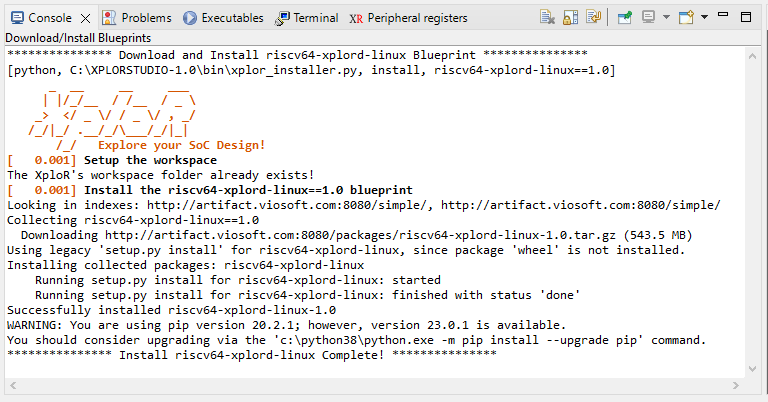 Console
Problems
Executables
Terminal
Peripheral registers
Download/Install Blueprints
*************** Download and Install riscv64-xplord-linux Blueprint ***************
[python, C:\XPLORSTUDIO-1.0\bin\xplor_installer.py, install, riscv64-xplord-linux==1.0]
      _  __     __     ___
     | |/_/__  / /__  / _ \
    _>  </ _ \/ / _ \/ , _/
   /_/|_/ .__/_/\___/_/|_|
       /_/   Explore your SoC Design!
[   0.001] Setup the workspace
The XploR's workspace folder already exists!
[   0.001] Install the riscv64-xplord-linux==1.0 blueprint
Looking in indexes: http://artifact.viosoft.com:8080/simple/, http://artifact.viosoft.com:8080/simple/
Collecting riscv64-xplord-linux==1.0
  Downloading http://artifact.viosoft.com:8080/packages/riscv64-xplord-linux-1.0.tar.gz (543.5 MB)
Using legacy 'setup.py install' for riscv64-xplord-linux, since package 'wheel' is not installed.
Installing collected packages: riscv64-xplord-linux
    Running setup.py install for riscv64-xplord-linux: started
    Running setup.py install for riscv64-xplord-linux: finished with status 'done'
Successfully installed riscv64-xplord-linux-1.0
WARNING: You are using pip version 20.2.1; however, version 23.0.1 is available.
You should consider upgrading via the 'c:\python38\python.exe -m pip install --upgrade pip' command.
*************** Install riscv64-xplord-linux Complete! ***************